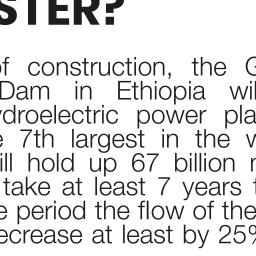 STER?
of construction, the G
Dam in Ethiopia wil
ydroelectric power pla
e 7th largest in the w
ill hold up 67 billion
take at least 7 years t
e period the flow of the
ecrease at least by 25%